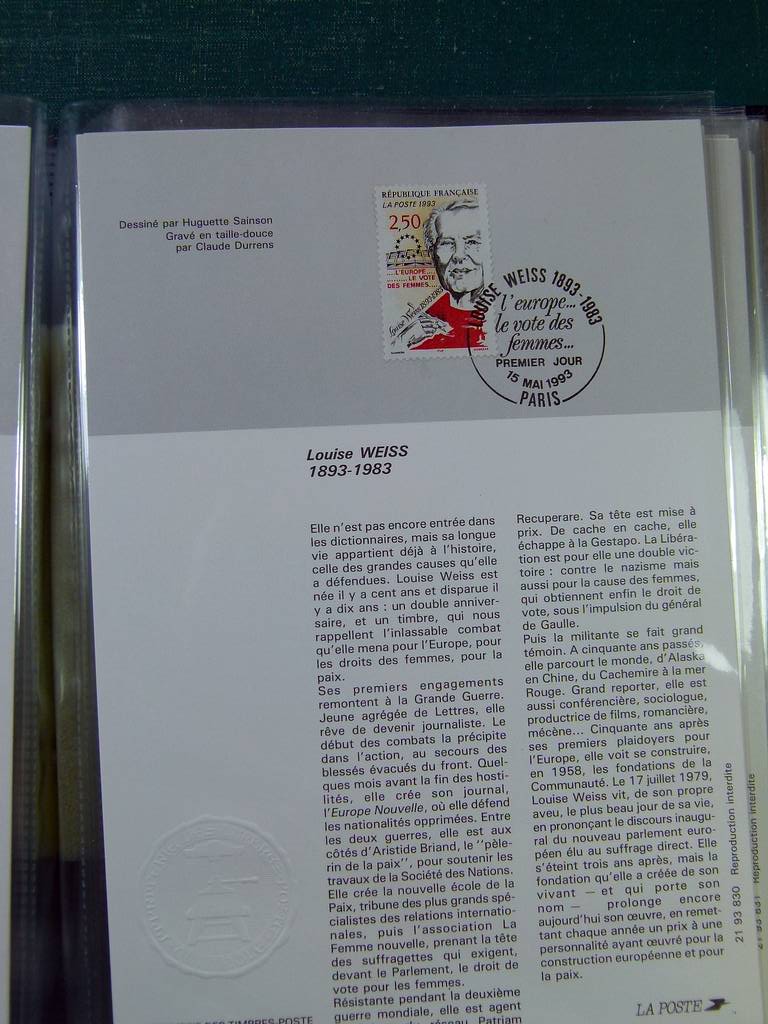 Dessiné par Huguette Sainson
Gravé en taille-douce
par Claude Durrens
RÉPUBLIQUE FRANÇAISE
LA POSTE 1993
2,50
....L'EUROPE....
........LE VOTE
DES FEMMES....
Louise Weiss 1893-1983
LOUISE WEISS 1893-1983
l'europe...
le vote des
femmes...
PREMIER JOUR
15 MAI 1993
PARIS
Louise WEISS
1893-1983
Elle n'est pas encore entrée dans
les dictionnaires, mais sa longue
vie appartient déjà à l'histoire,
celle des grandes causes qu'elle
a défendues. Louise Weiss est
née il y a cent ans et disparue il
y a dix ans : un double anniver-
saire, et un timbre, qui nous
rappellent l'inlassable combat
qu'elle mena pour l'Europe, pour
les droits des femmes, pour la
paix.
Ses premiers engagements
remontent à la Grande Guerre.
Jeune agrégée de Lettres, elle
rêve de devenir journaliste. Le
début des combats la précipite
dans l'action, au secours des
blessés évacués du front. Quel-
ques mois avant la fin des hosti-
lités, elle crée son journal,
l'Europe Nouvelle, où elle défend
les nationalités opprimées. Entre
les deux guerres, elle est aux
côtés d'Aristide Briand, le "pèle-
rin de la paix", pour soutenir les
travaux de la Société des Nations.
Elle crée la nouvelle école de la
Paix, tribune des plus grands spé-
cialistes des relations internatio-
nales, puis l'association La
Femme nouvelle, prenant la tête
des suffragettes qui exigent,
devant le Parlement, le droit de
vote pour les femmes.
Résistante pendant la deuxième
guerre mondiale, elle est agent
réseau Patriam
Recuperare. Sa tête est mise à
prix. De cache en cache, elle
échappe à la Gestapo. La Libéra-
tion est pour elle une double vic-
toire : contre le nazisme mais
aussi pour la cause des femmes,
qui obtiennent enfin le droit de
vote, sous l'impulsion du général
de Gaulle.
Puis la militante se fait grand
témoin. A cinquante ans passés,
elle parcourt le monde, d'Alaska
en Chine, du Cachemire à la mer
Rouge. Grand reporter, elle est
aussi conférencière, sociologue,
productrice de films, romancière,
mécène... Cinquante ans après
ses premiers plaidoyers pour
l'Europe, elle voit se construire,
en 1958, les fondations de la
Communauté. Le 17 juillet 1979,
Louise Weiss vit, de son propre
aveu, le plus beau jour de sa vie,
en prononçant le discours inaugu-
ral du nouveau parlement euro-
péen élu au suffrage direct. Elle
s'éteint trois ans après, mais la
fondation qu'elle a créée de son
vivant — et qui porte son
nom — prolonge encore
aujourd'hui son œuvre, en remet-
tant chaque année un prix à une
personnalité ayant œuvré pour la
construction européenne et pour
la paix.
21 93 830 Reproduction interdite
Reproduction interdite
DES TIMBRES-POSTE
LA POSTE